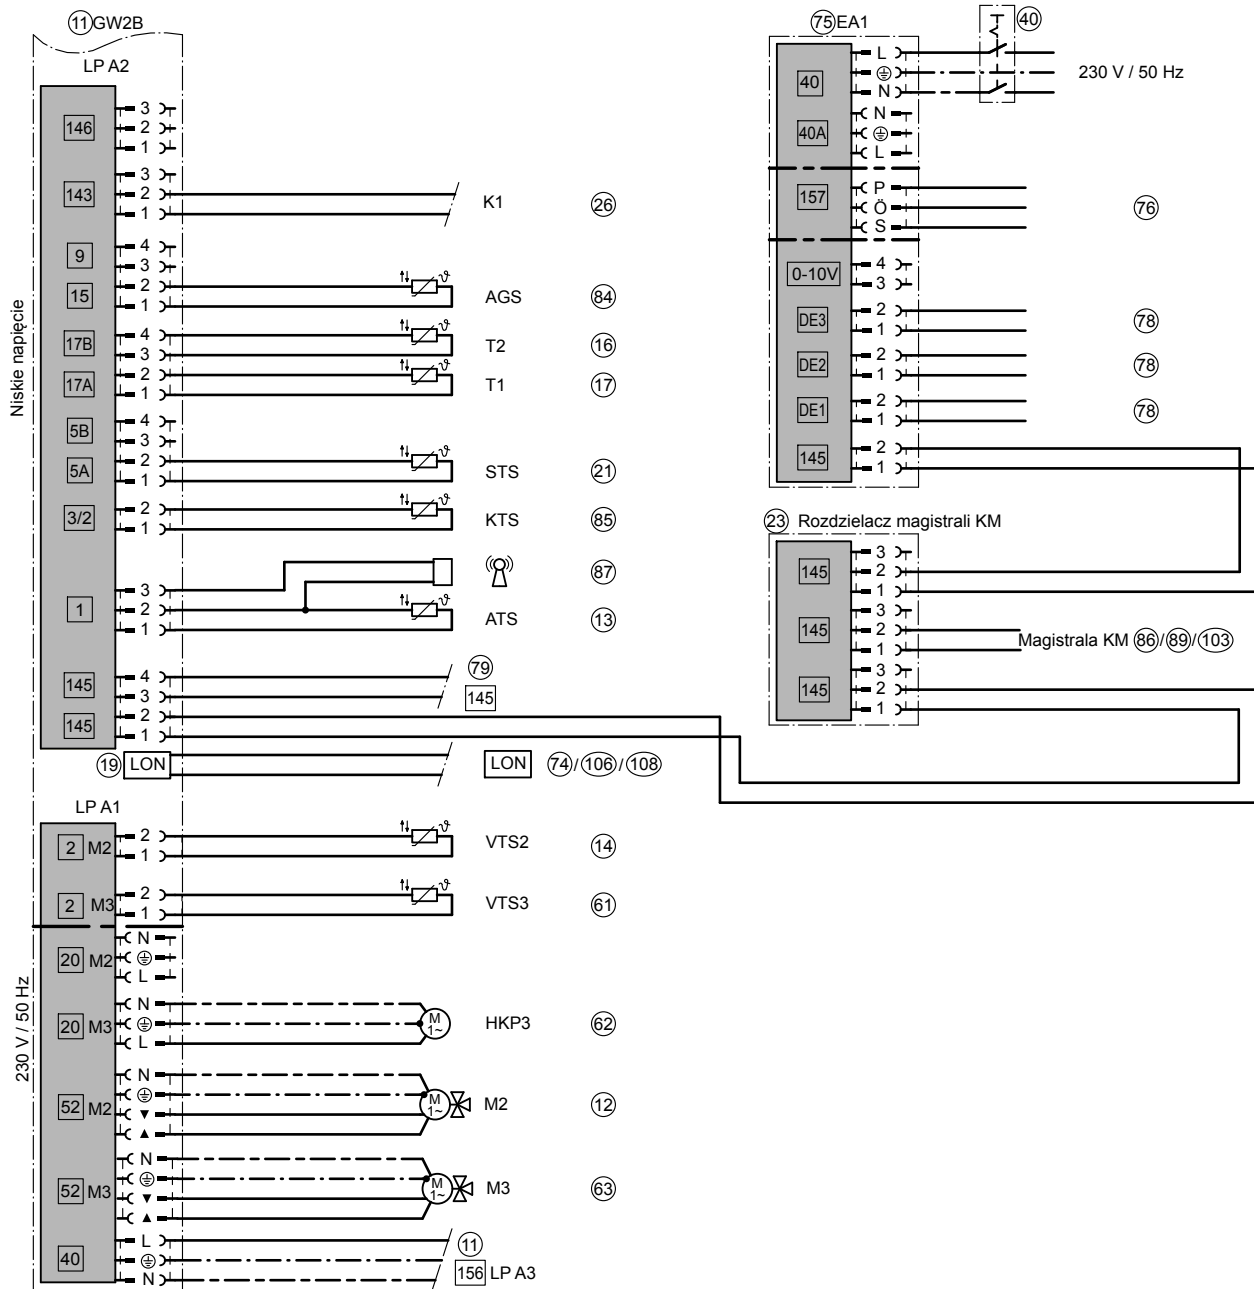 11 GW2B
LP A2
Niskie napięcie
146
3
2
1
143
3
2
1
K1 26
9
4
3
15
2
1
AGS 84
17B
4
3
T2 16
17A
2
1
T1 17
5B
4
3
5A
2
1
STS 21
3/2
2
1
KTS 85
87
1
3
2
1
ATS 13
145
4
3
79
145
145
2
1
19 LON
LON 74/106/108
LP A1
2 M2
2
1
VTS2 14
2 M3
2
1
VTS3 61
230 V / 50 Hz
20 M2
N
L
20 M3
N
L
M
1~
HKP3 62
52 M2
N
▼
▲
M
1~
M2 12
52 M3
N
▼
▲
M
1~
M3 63
40
L
N
11
156 LP A3
75 EA1
40
40
L
N
230 V / 50 Hz
40A
N
L
157
P
Ö
S
76
0-10V
4
3
DE3
2
1
78
DE2
2
1
78
DE1
2
1
78
145
2
1
23 Rozdzielacz magistrali KM
145
3
2
1
145
3
2
1
Magistrala KM 86/89/103
145
3
2
1